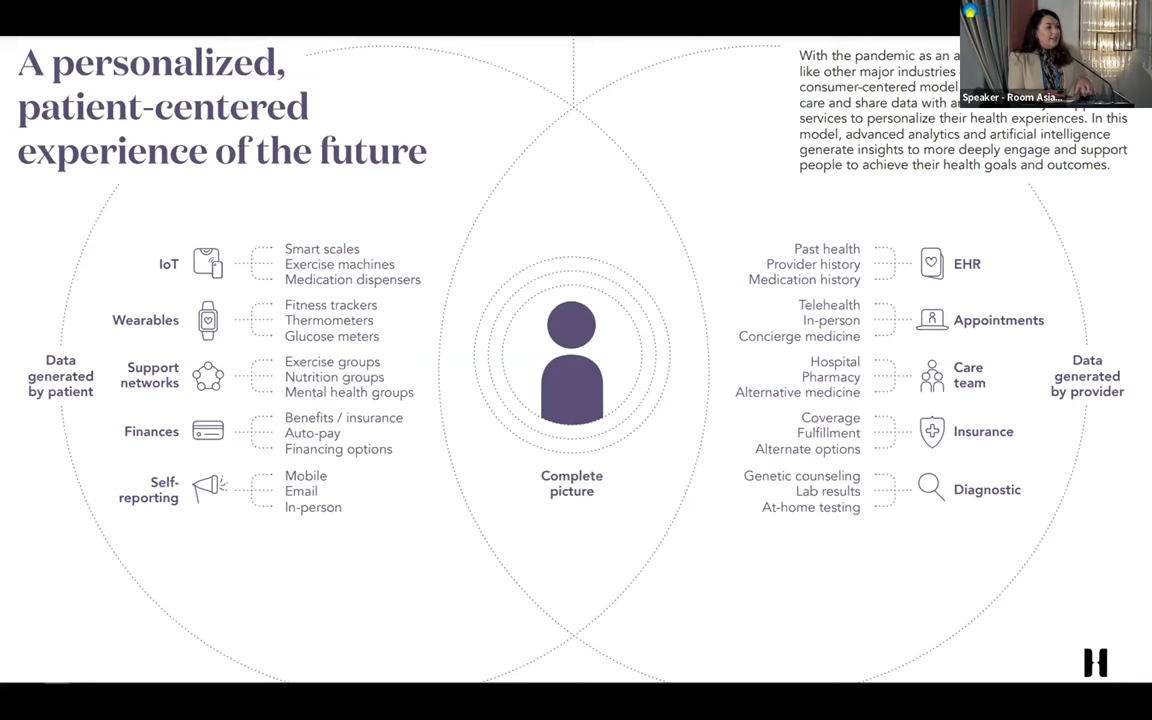 A personalized,
patient-centered
experience of the future
With the pandemic as an a
like other major industries
consumer-centered model
care and share data with a
services to personalize their health experiences. In this
model, advanced analytics and artificial intelligence
generate insights to more deeply engage and support
people to achieve their health goals and outcomes.
Speaker - Room Asia...
Data
generated
by patient
IoT
Smart scales
Exercise machines
Medication dispensers
Wearables
Fitness trackers
Thermometers
Glucose meters
Support
networks
Exercise groups
Nutrition groups
Mental health groups
Finances
Benefits / insurance
Auto-pay
Financing options
Self-
reporting
Mobile
Email
In-person
Complete
picture
Past health
Provider history
Medication history
EHR
Telehealth
In-person
Concierge medicine
Appointments
Hospital
Pharmacy
Alternative medicine
Care
team
Coverage
Fulfillment
Alternate options
Insurance
Genetic counseling
Lab results
At-home testing
Diagnostic
Data
generated
by provider
H